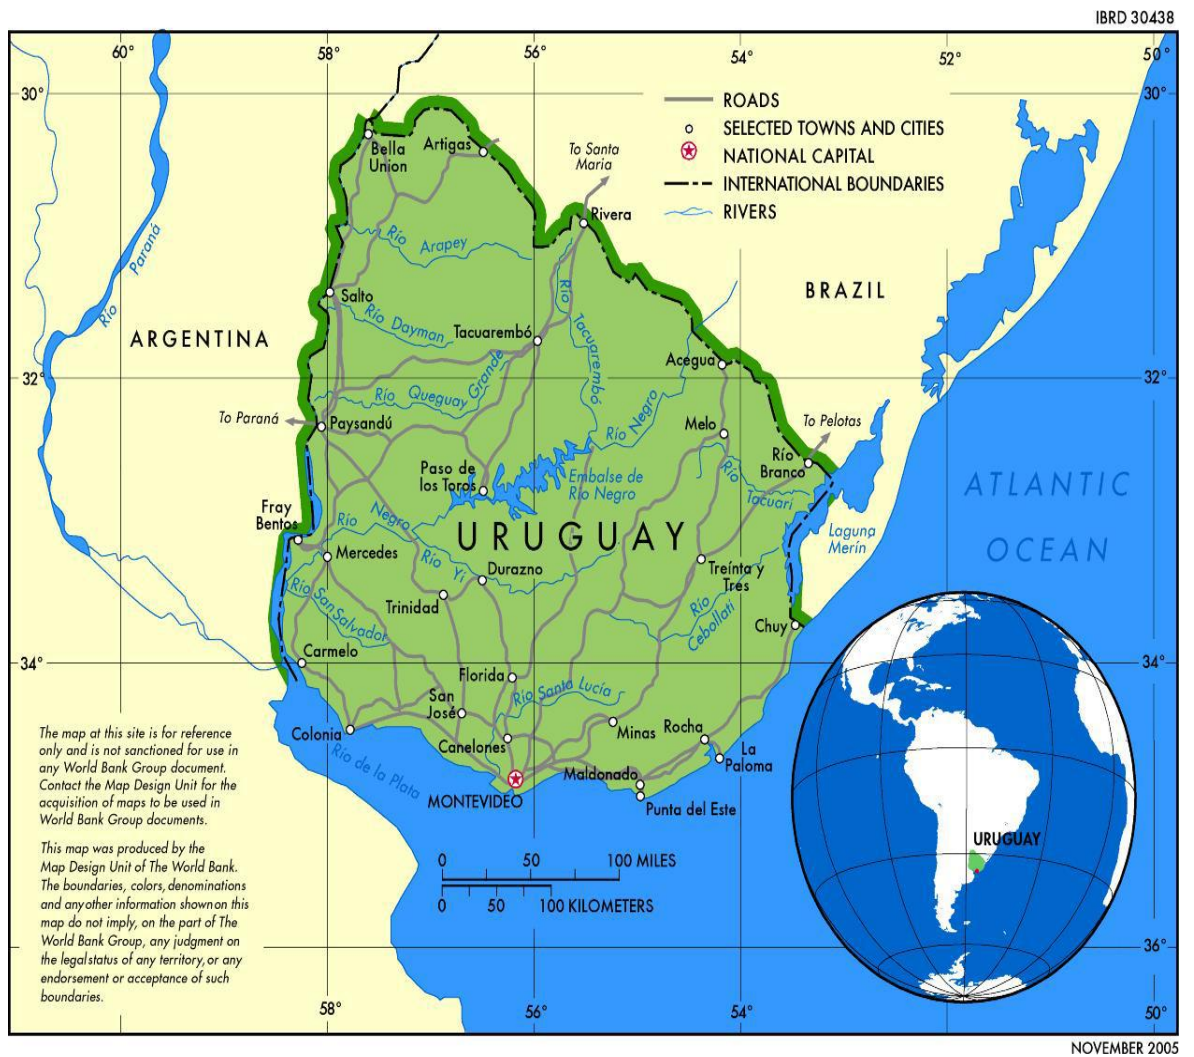 IBRD 30438
60°
58°
56°
54°
52°
50°
30°
30°
ROADS
SELECTED TOWNS AND CITIES
NATIONAL CAPITAL
INTERNATIONAL BOUNDARIES
RIVERS
To Santa
Maria
Artigas
Bella
Union
Rivera
Río Paraná
Río Arapey
BRAZIL
Salto
ARGENTINA
Río Dayman
Tacuarembó
Río Tacuarembó
Acegua
32°
32°
Río Queguay Grande
To Paraná
Paysandú
Río Negro
Melo
To Pelotas
Río
Branco
Paso de
los Toros
Embalse de
Río Negro
Río Tacuari
ATLANTIC
OCEAN
Fray
Bentos
Río Negro
URUGUAY
Laguna
Merín
Mercedes
Río Yí
Durazno
Treínta y
Tres
Río San Salvador
Trinidad
Río Cebollati
Chuy
Carmelo
34°
34°
Florida
Río Santa Lucía
San
José
Colonia
Canelones
Minas
Rocha
La
Paloma
Río de la Plata
Maldonado
MONTEVIDEO
Punta del Este
The map at this site is for reference
only and is not sanctioned for use in
any World Bank Group document.
Contact the Map Design Unit for the
acquisition of maps to be used in
World Bank Group documents.
This map was produced by the
Map Design Unit of The World Bank.
The boundaries, colors, denominations
and any other information shown on this
map do not imply, on the part of The
World Bank Group, any judgment on
the legal status of any territory, or any
endorsement or acceptance of such
boundaries.
0 50 100 MILES
0 50 100 KILOMETERS
URUGUAY
36°
58°
56°
54°
50°
NOVEMBER 2005